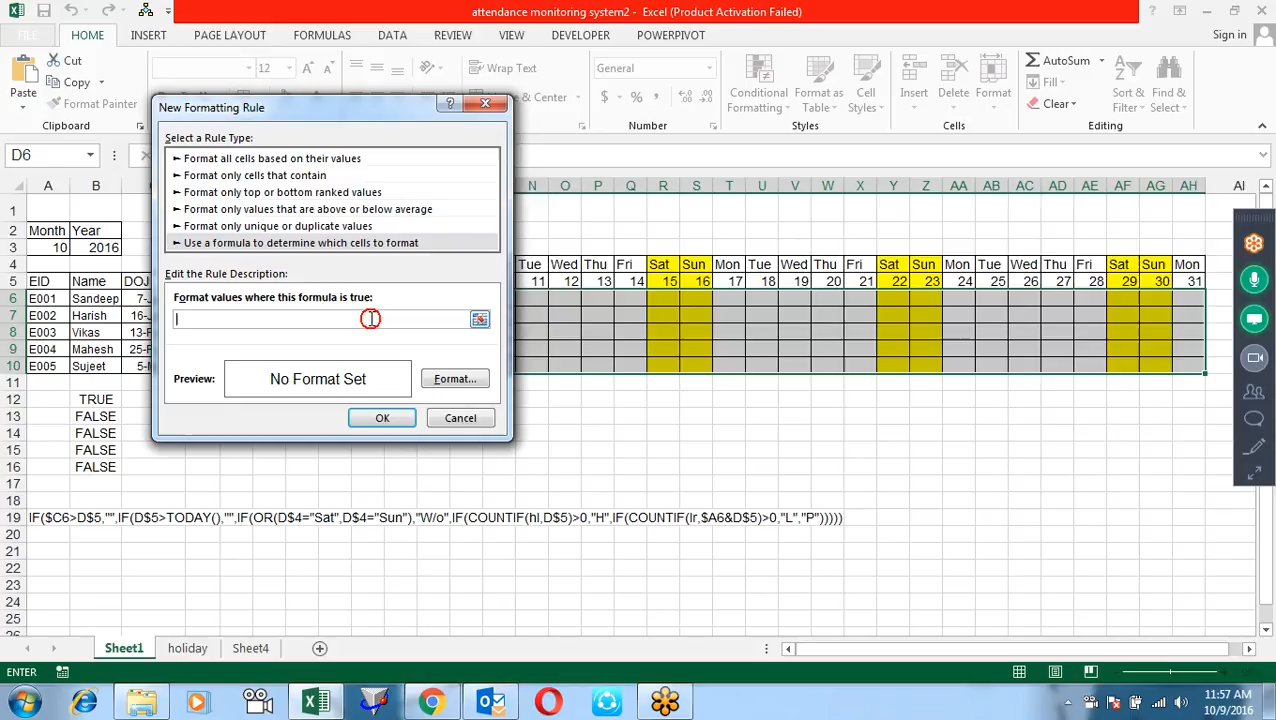 attendance monitoring system2 - Excel (Product Activation Failed)
FILE HOME INSERT PAGE LAYOUT FORMULAS DATA REVIEW VIEW DEVELOPER POWERPIVOT Sign in
Cut
Copy
Format Painter
Paste
Clipboard
12
Wrap Text
Center
General
Number
Conditional Formatting
Format as Table
Cell Styles
Styles
Insert Delete Format
Cells
AutoSum
Fill
Clear
Sort & Filter
Find & Select
Editing
D6
New Formatting Rule
Select a Rule Type:
► Format all cells based on their values
► Format only cells that contain
► Format only top or bottom ranked values
► Format only values that are above or below average
► Format only unique or duplicate values
► Use a formula to determine which cells to format
Edit the Rule Description:
Format values where this formula is true:
Preview: No Format Set Format...
OK Cancel
A B N O P Q R S T U V W X Y Z AA AB AC AD AE AF AG AH AI
1
2 Month Year
3 10 2016
4 Tue Wed Thu Fri Sat Sun Mon Tue Wed Thu Fri Sat Sun Mon Tue Wed Thu Fri Sat Sun Mon
5 EID Name DOJ 11 12 13 14 15 16 17 18 19 20 21 22 23 24 25 26 27 28 29 30 31
6 E001 Sandeep 7-
7 E002 Harish 16-
8 E003 Vikas 13-
9 E004 Mahesh 25-
10 E005 Sujeet 5-
11
12 TRUE
13 FALSE
14 FALSE
15 FALSE
16 FALSE
17
18
19 IF($C6>D$5,"",IF(D$5>TODAY(),"",IF(OR(D$4="Sat",D$4="Sun"),"W/o",IF(COUNTIF(hl,D$5)>0,"H",IF(COUNTIF(lr,$A6&D$5)>0,"L","P")))))
20
21
22
23
24
25
Sheet1 holiday Sheet4
ENTER
11:57 AM
10/9/2016